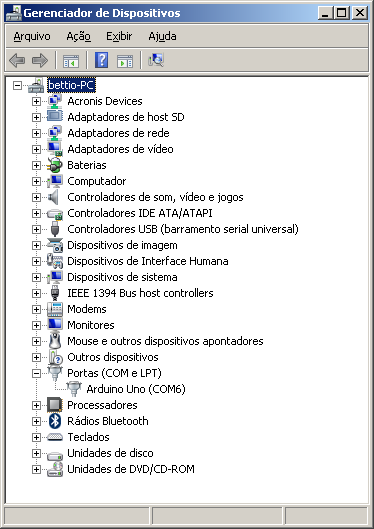 Gerenciador de Dispositivos
Arquivo Ação Exibir Ajuda
bettio-PC
Acronis Devices
Adaptadores de host SD
Adaptadores de rede
Adaptadores de vídeo
Baterias
Computador
Controladores de som, vídeo e jogos
Controladores IDE ATA/ATAPI
Controladores USB (barramento serial universal)
Dispositivos de imagem
Dispositivos de Interface Humana
Dispositivos de sistema
IEEE 1394 Bus host controllers
Modems
Monitores
Mouse e outros dispositivos apontadores
Outros dispositivos
Portas (COM e LPT)
Arduino Uno (COM6)
Processadores
Rádios Bluetooth
Teclados
Unidades de disco
Unidades de DVD/CD-ROM